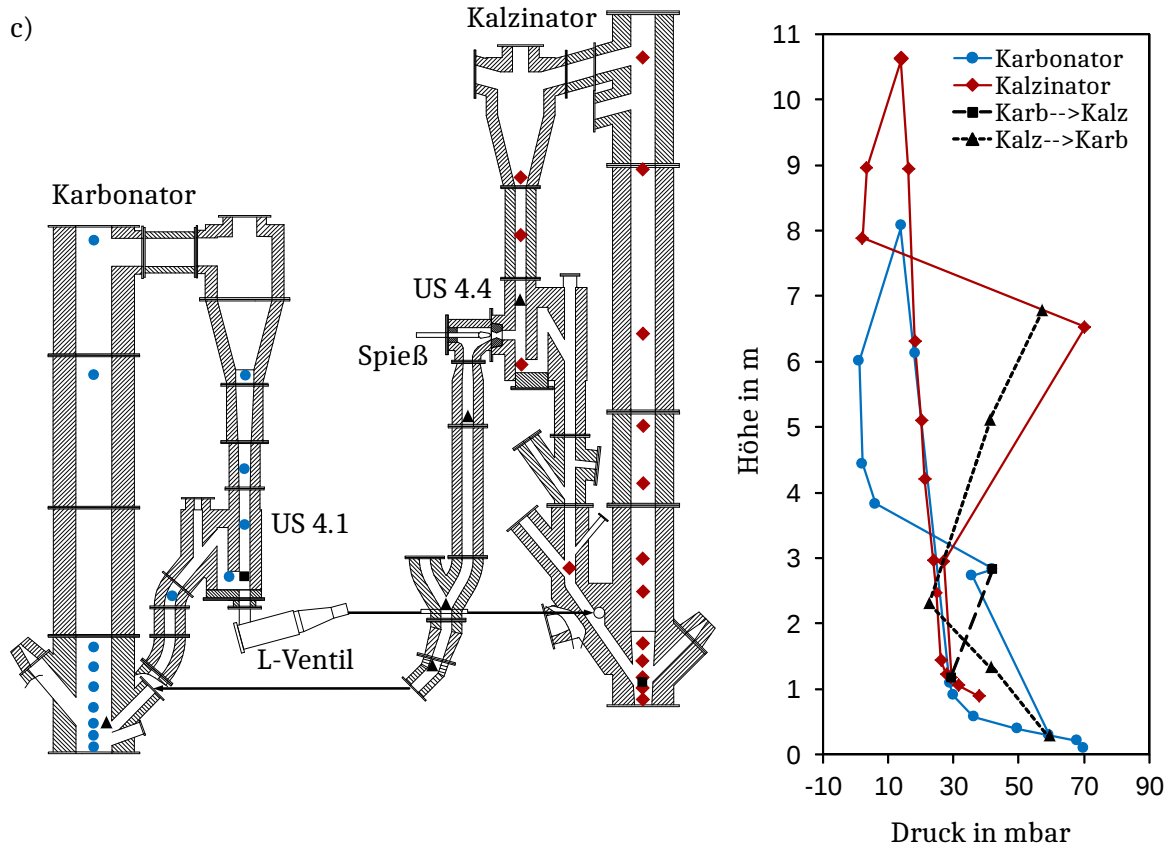 c)
Kalzinator
Karbonator
US 4.4
Spieß
US 4.1
L-Ventil
Karbonator
Kalzinator
Karb-->Kalz
Kalz-->Karb
Höhe in m
11
10
9
8
7
6
5
4
3
2
1
0
-10 10 30 50 70 90
Druck in mbar